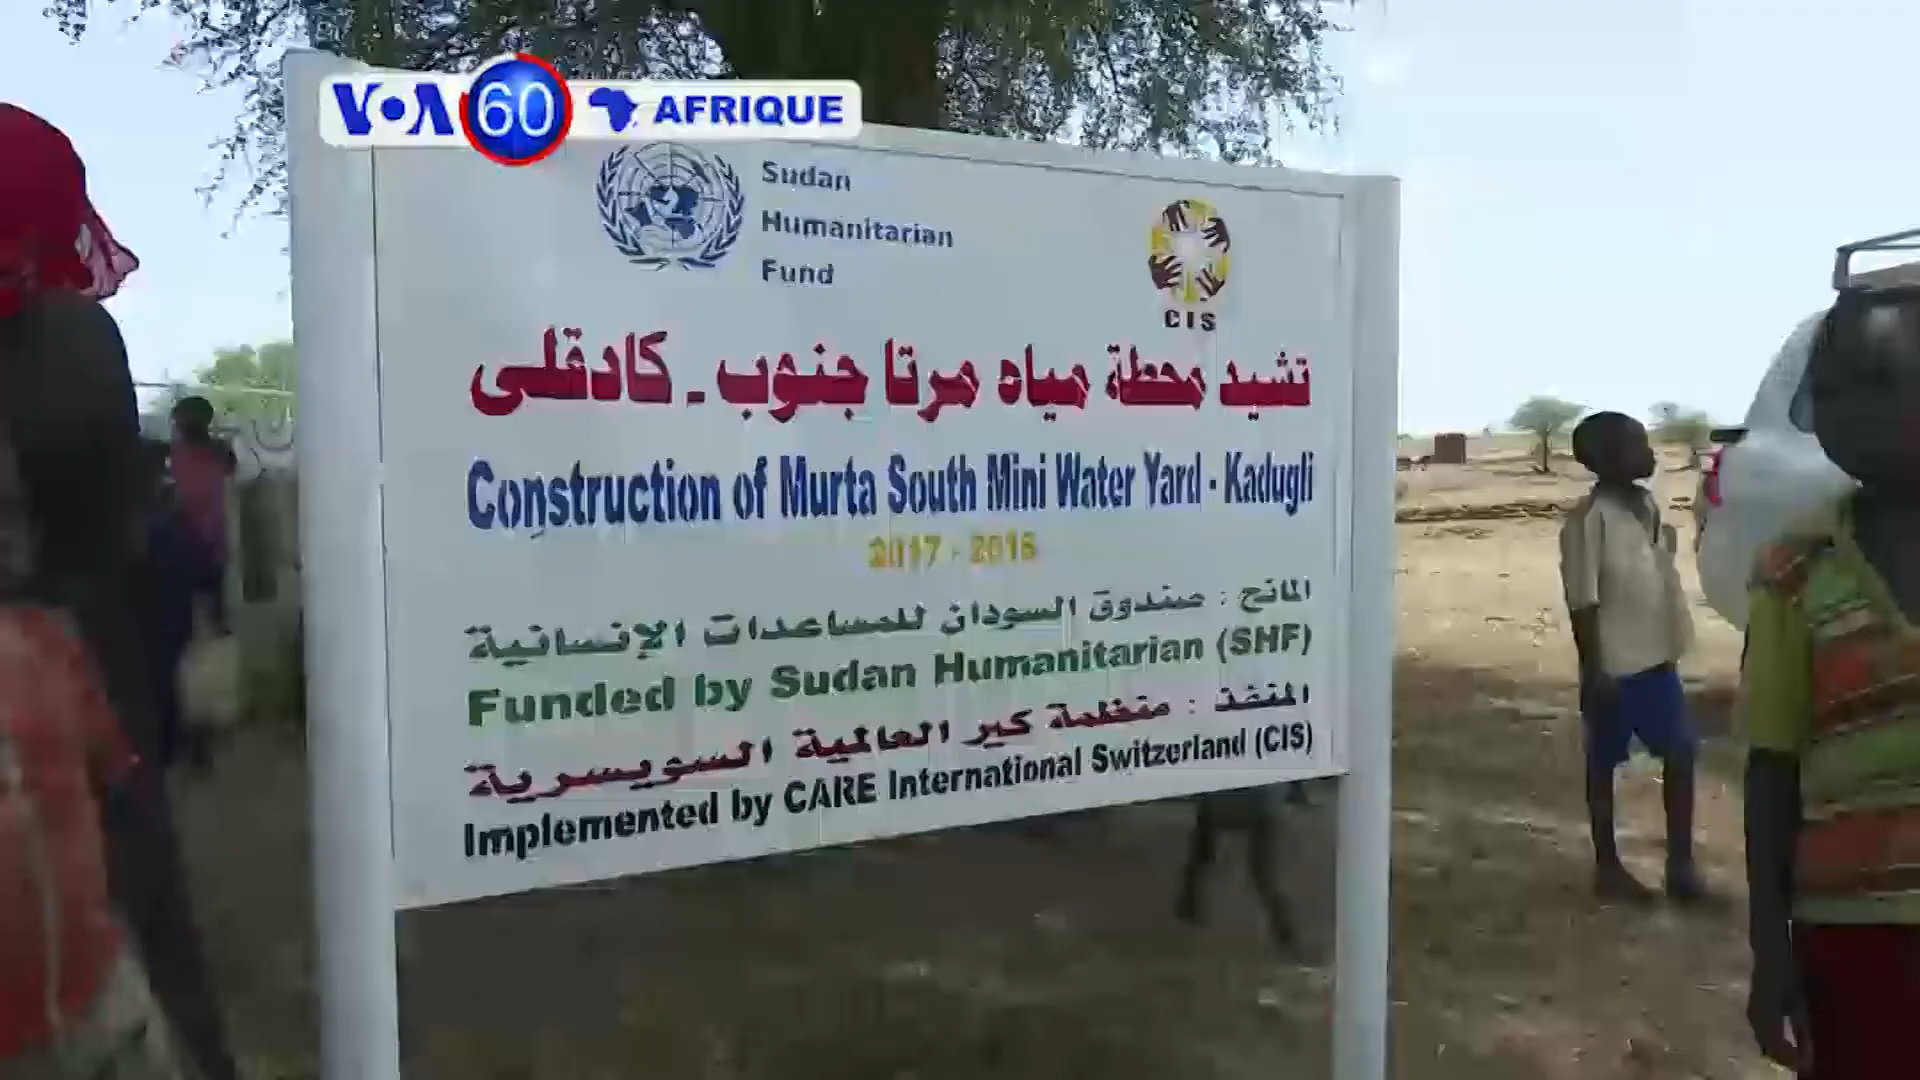 VOA 60 AFRIQUE
Sudan
Humanitarian
Fund
CIS
تشيد محطة مياه مرتا جنوب - كادقلى
Construction of Murta South Mini Water Yard - Kadugli
2017 - 2016
المانح : صندوق السودان للمساعدات الإنسانية
Funded by Sudan Humanitarian (SHF)
المنفذ : منظمة كير العالمية السويسرية
Implemented by CARE International Switzerland (CIS)